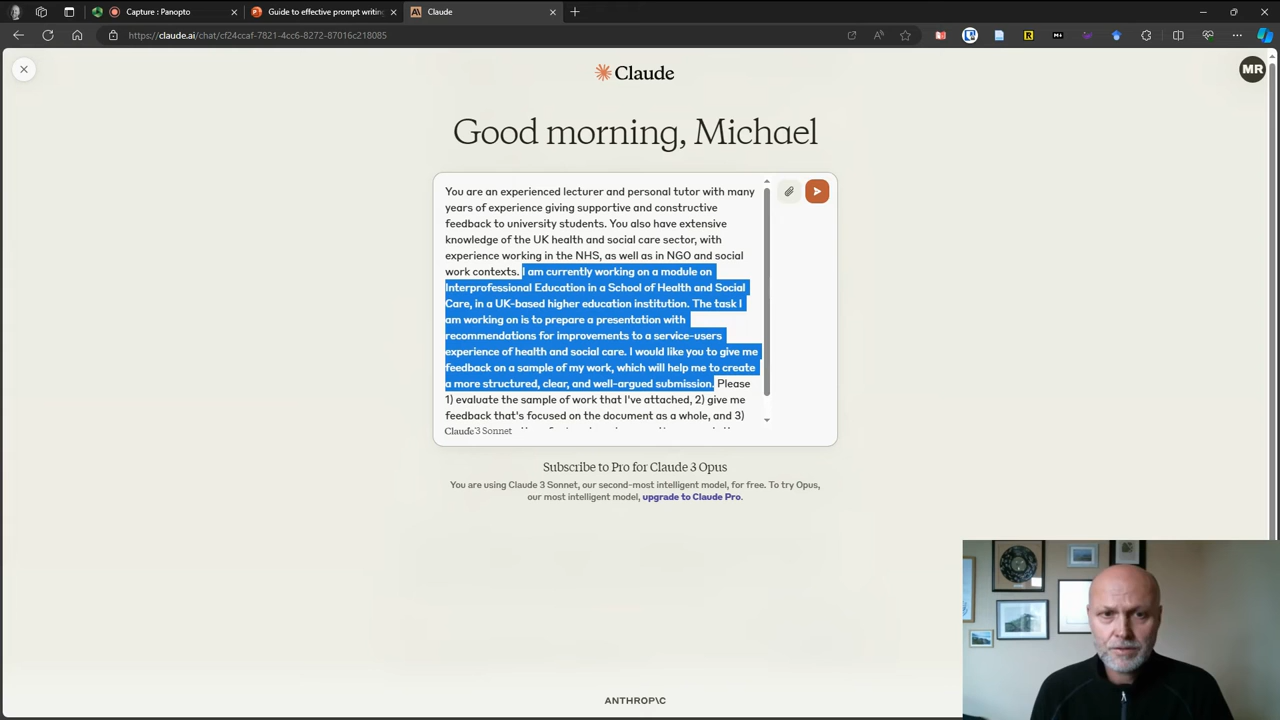 Capture : Panopto
Guide to effective prompt writing
Claude
https://claude.ai/chat/cf24ccaf-7821-4cc6-8272-87016c218085
Claude
MR
Good morning, Michael
You are an experienced lecturer and personal tutor with many
years of experience giving supportive and constructive
feedback to university students. You also have extensive
knowledge of the UK health and social care sector, with
experience working in the NHS, as well as in NGO and social
work contexts. I am currently working on a module on
Interprofessional Education in a School of Health and Social
Care, in a UK-based higher education institution. The task I
am working on is to prepare a presentation with
recommendations for improvements to a service-users
experience of health and social care. I would like you to give me
feedback on a sample of my work, which will help me to create
a more structured, clear, and well-argued submission. Please
1) evaluate the sample of work that I've attached, 2) give me
feedback that's focused on the document as a whole, and 3)
Claude 3 Sonnet
Subscribe to Pro for Claude 3 Opus
You are using Claude 3 Sonnet, our second-most intelligent model, for free. To try Opus,
our most intelligent model, upgrade to Claude Pro.
ANTHROP\C